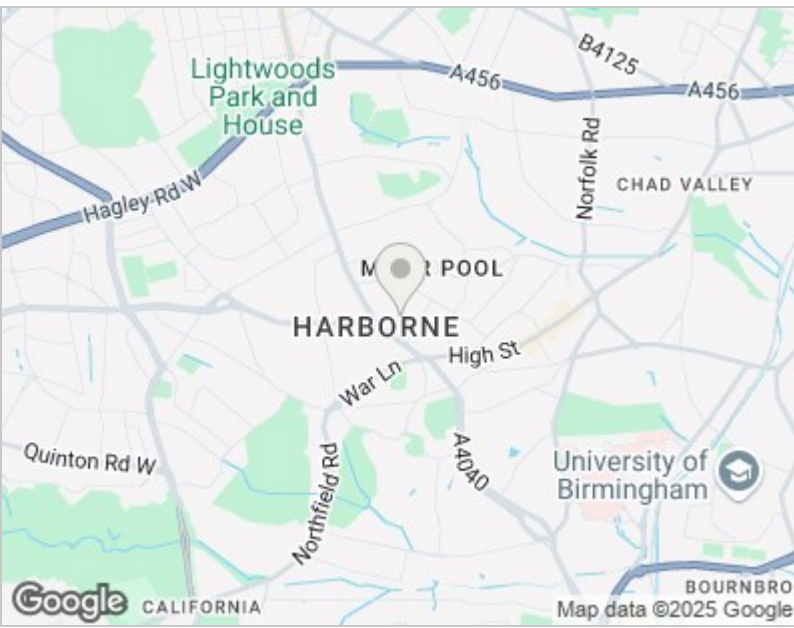 B4125
Lightwoods
Park and
House
A456
A456
Norfolk Rd
Hagley Rd W
CHAD VALLEY
POOL
HARBORNE
High St
War Ln
A4040
Quinton Rd W
University of
Birmingham
Northfield Rd
BOURNBRO
Google
CALIFORNIA
Map data ©2025 Google